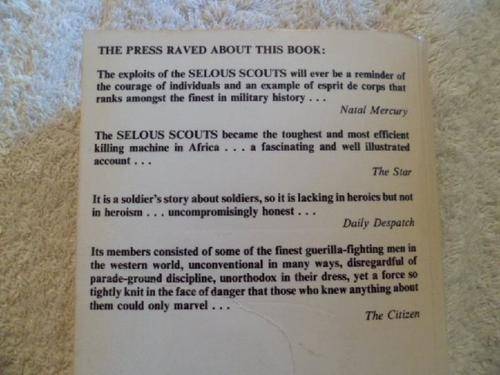 THE PRESS RAVED ABOUT THIS BOOK:
The exploits of the SELOUS SCOUTS will ever be a reminder of
the courage of individuals and an example of esprit de corps that
ranks amongst the finest in military history . . .
Natal Mercury
The SELOUS SCOUTS became the toughest and most efficient
killing machine in Africa . . . a fascinating and well illustrated
account . . .
The Star
It is a soldier's story about soldiers, so it is lacking in heroics but not
in heroism . . . uncompromisingly honest . . .
Daily Despatch
Its members consisted of some of the finest guerilla-fighting men in
the western world, unconventional in many ways, disregardful of
parade-ground discipline, unorthodox in their dress, yet a force so
tightly knit in the face of danger that those who knew anything about
them could only marvel . . .
The Citizen